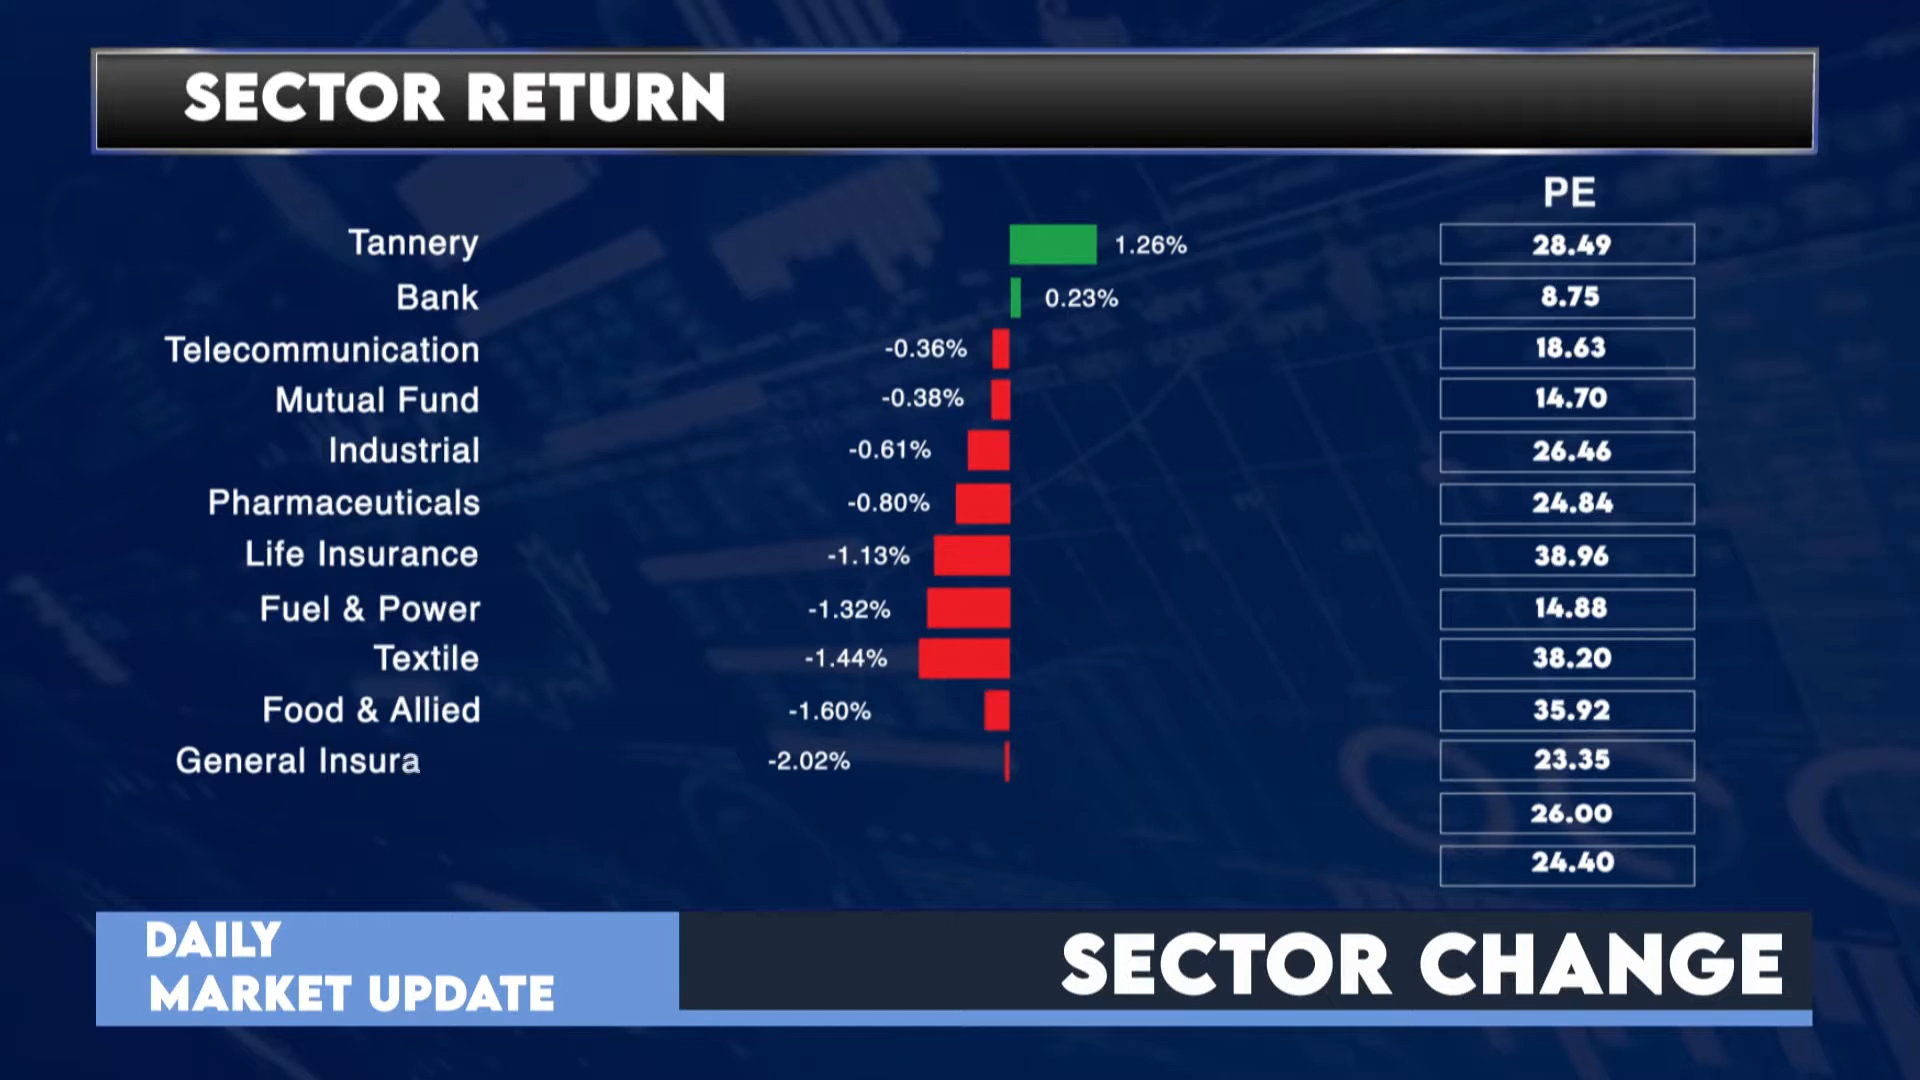 SECTOR RETURN
PE
Tannery 1.26% 28.49
Bank 0.23% 8.75
Telecommunication -0.36% 18.63
Mutual Fund -0.38% 14.70
Industrial -0.61% 26.46
Pharmaceuticals -0.80% 24.84
Life Insurance -1.13% 38.96
Fuel & Power -1.32% 14.88
Textile -1.44% 38.20
Food & Allied -1.60% 35.92
General Insura -2.02% 23.35
26.00
24.40
DAILY
MARKET UPDATE
SECTOR CHANGE